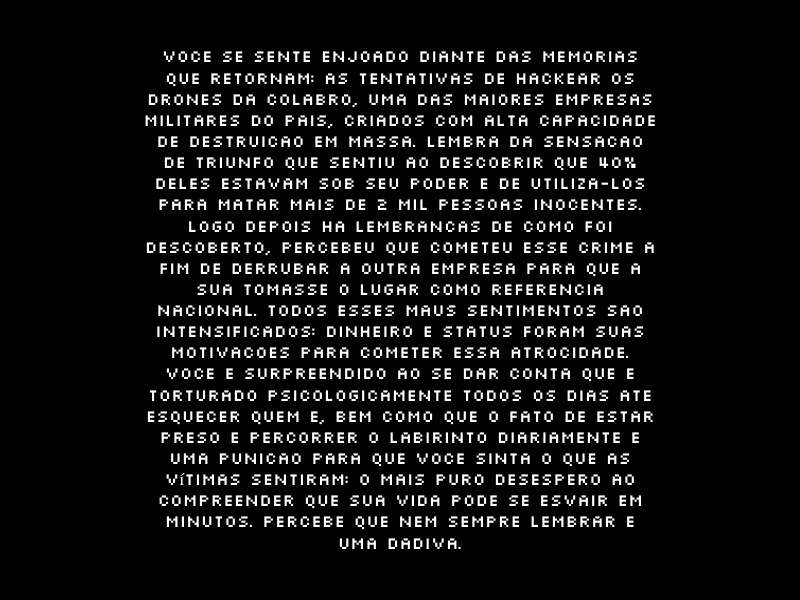 VOCE SE SENTE ENJOADO DIANTE DAS MEMORIAS
QUE RETORNAM: AS TENTATIVAS DE HACKEAR OS
DRONES DA COLABRO, UMA DAS MAIORES EMPRESAS
MILITARES DO PAIS, CRIADOS COM ALTA CAPACIDADE
DE DESTRUICAO EM MASSA. LEMBRA DA SENSACAO
DE TRIUNFO QUE SENTIU AO DESCOBRIR QUE 40%
DELES ESTAVAM SOB SEU PODER E DE UTILIZA-LOS
PARA MATAR MAIS DE 2 MIL PESSOAS INOCENTES.
LOGO DEPOIS HA LEMBRANCAS DE COMO FOI
DESCOBERTO, PERCEBEU QUE COMETEU ESSE CRIME A
FIM DE DERRUBAR A OUTRA EMPRESA PARA QUE A
SUA TOMASSE O LUGAR COMO REFERENCIA
NACIONAL. TODOS ESSES MAUS SENTIMENTOS SAO
INTENSIFICADOS: DINHEIRO E STATUS FORAM SUAS
MOTIVACOES PARA COMETER ESSA ATROCIDADE.
VOCE E SURPREENDIDO AO SE DAR CONTA QUE E
TORTURADO PSICOLOGICAMENTE TODOS OS DIAS ATE
ESQUECER QUEM E, BEM COMO QUE O FATO DE ESTAR
PRESO E PERCORRER O LABIRINTO DIARIAMENTE E
UMA PUNICAO PARA QUE VOCE SINTA O QUE AS
VíTIMAS SENTIRAM: O MAIS PURO DESESPERO AO
COMPREENDER QUE SUA VIDA PODE SE ESVAIR EM
MINUTOS. PERCEBE QUE NEM SEMPRE LEMBRAR E
UMA DADIVA.